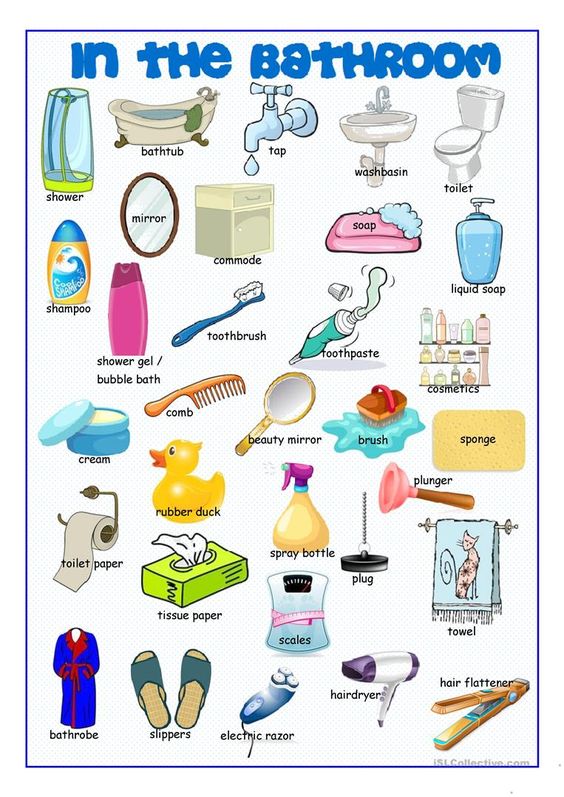 IN THE BATHROOM
shower
bathtub
tap
washbasin
toilet
mirror
commode
soap
liquid soap
SHAMPOO
shampoo
shower gel /
bubble bath
toothbrush
toothpaste
cosmetics
cream
comb
beauty mirror
brush
sponge
rubber duck
plunger
toilet paper
tissue paper
spray bottle
plug
scales
towel
bathrobe
slippers
electric razor
hairdryer
hair flattener
iSLCollective.com